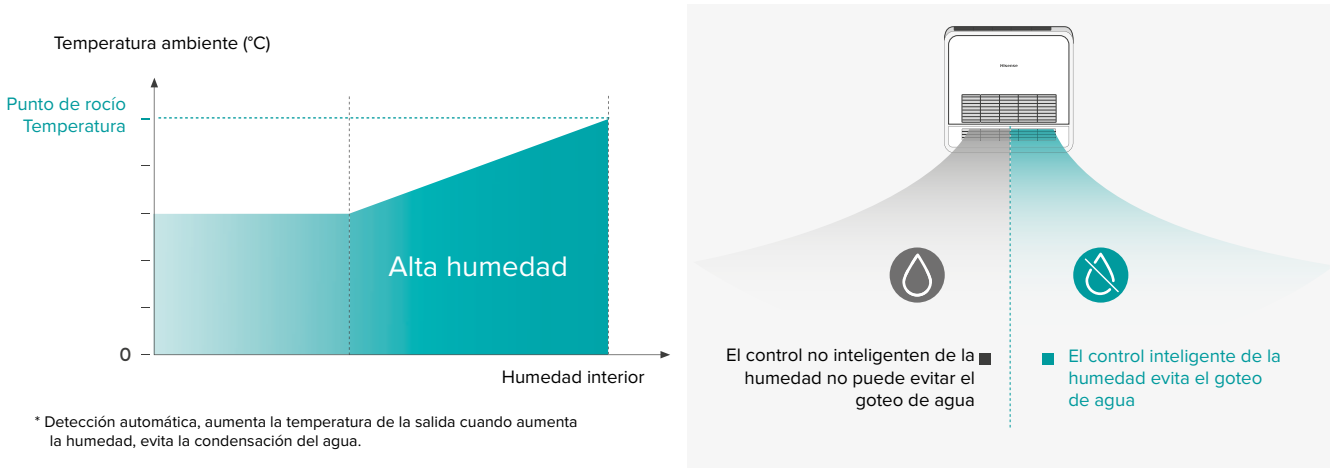 Temperatura ambiente (°C)
Punto de rocío
Temperatura
Alta humedad
0
Humedad interior
* Detección automática, aumenta la temperatura de la salida cuando aumenta
la humedad, evita la condensación del agua.
Hisense
El control no inteligenten de la
humedad no puede evitar el
goteo de agua
El control inteligente de la
humedad evita el goteo
de agua